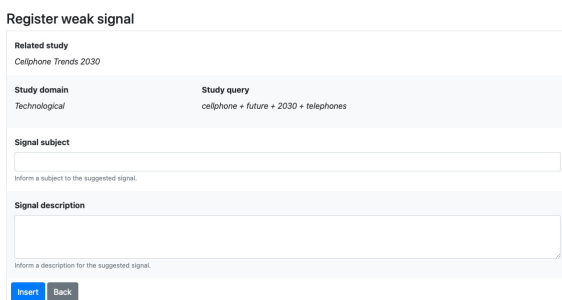 Register weak signal
Related study
Cellphone Trends 2030
Study domain
Study query
Technological
cellphone + future + 2030 + telephones
Signal subject
Inform a subject to the suggested signal.
Signal description
Inform a description for the suggested signal.
Insert
Back